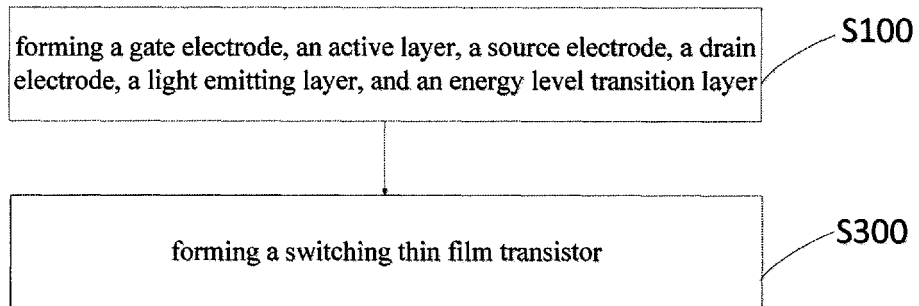 forming a gate electrode, an active layer, a source electrode, a drain
electrode, a light emitting layer, and an energy level transition layer
S100
forming a switching thin film transistor
S300